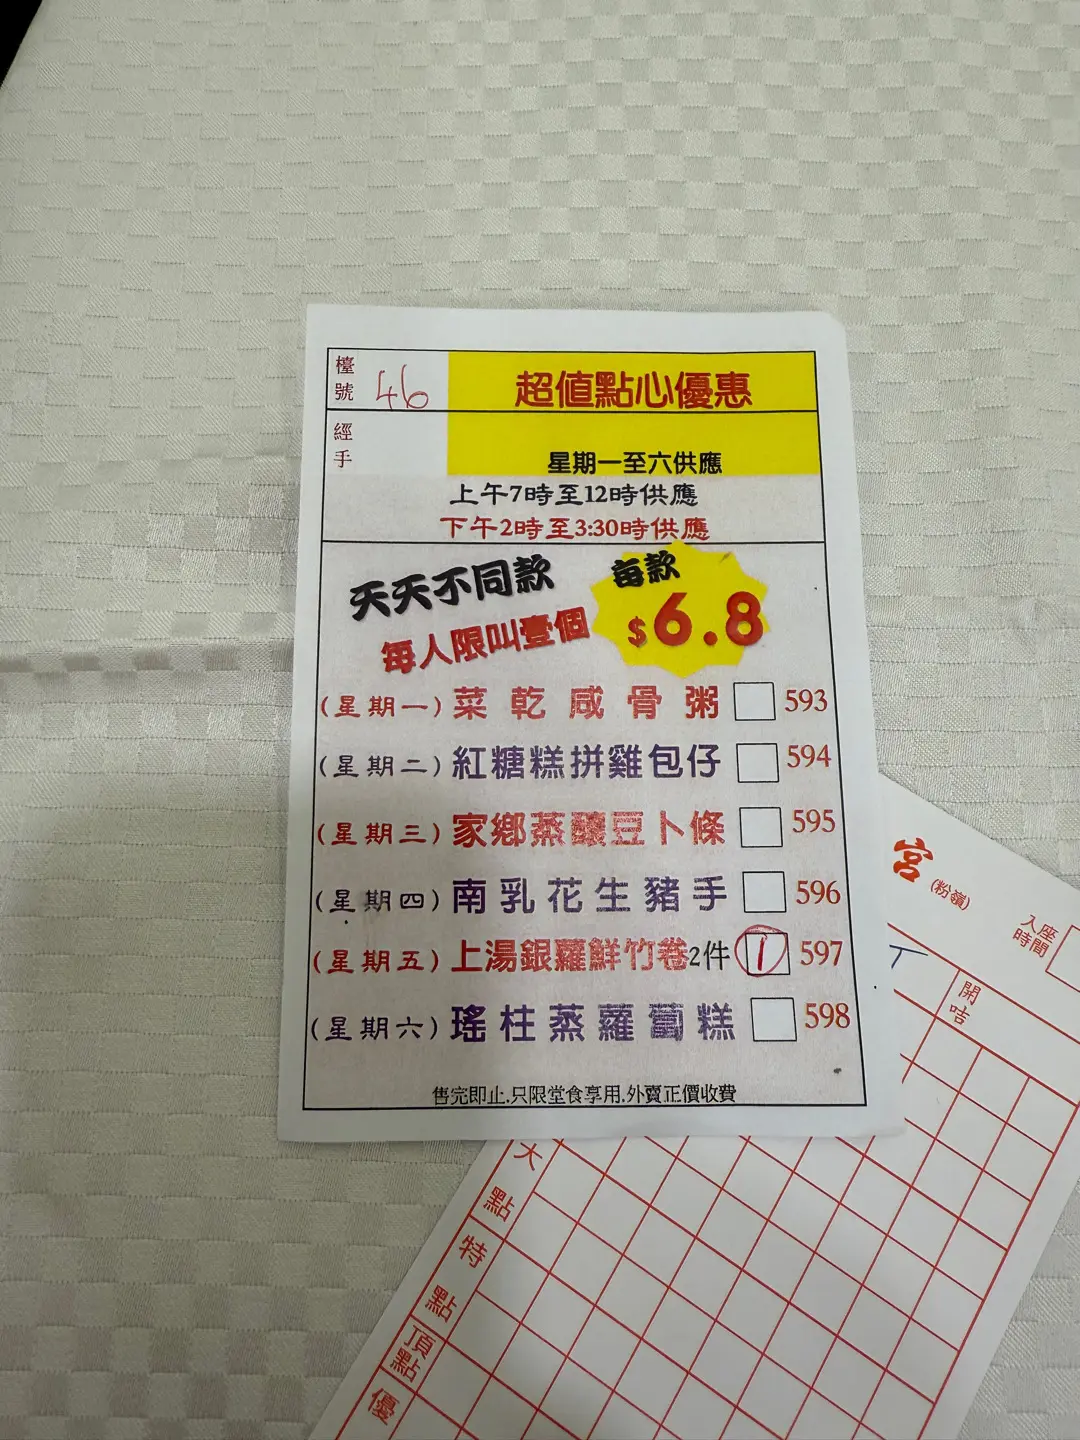 檯號 46 超值點心優惠
經手
星期一至六供應
上午7時至12時供應
下午2時至3:30時供應
天天不同款
每款
每人限叫壹個
$6.8
(星期一) 菜乾咸骨粥 593
(星期二) 紅糖糕拼雞包仔 594
(星期三) 家鄉蒸釀豆卜條 595
(星期四) 南乳花生豬手 596
(星期五) 上湯銀蘿鮮竹卷2件 1 597
(星期六) 瑤柱蒸蘿蔔糕 598
售完即止.只限堂食享用.外賣正價收費
宮 (粉嶺)
入座時間
開咭
大點
特點
頂點
優